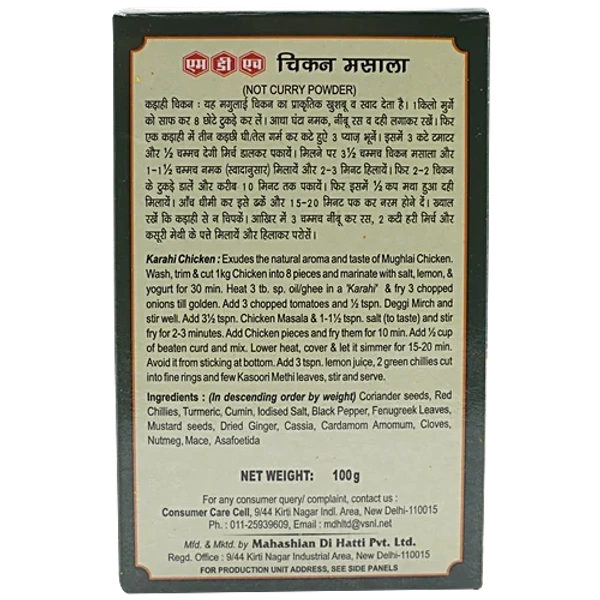 एम डी एच चिकन मसाला
(NOT CURRY POWDER)
कड़ाही चिकन : यह मगुलाई चिकन का प्राकृतिक खुशबू व स्वाद देता है। 1किलो मुर्गे
को साफ कर 8 छोटे टुकड़े कर लें। आधा घंटा नमक, नींबू रस व दही लगाकर रखें। फिर
एक कड़ाही में तीन कड़छी घी/तेल गर्म कर कटे हुऐ 3 प्याज़ भूनें। इसमें 3 कटे टमाटर
और ½ चम्मच देगी मिर्च डालकर पकायें। मिलने पर 3½ चम्मच चिकन मसाला और
1-1½ चम्मच नमक (स्वादानुसार) मिलायें और 2-3 मिनट हिलायें। फिर 2-2 चिकन
के टुकड़े डालें और करीब 10 मिनट तक पकायें। फिर इसमें ½ कप मथा हुआ दही
मिलायें। आँच धीमी कर इसे ढकें और 15-20 मिनट पक कर नरम होने दें। ख्याल
रखें कि कड़ाही से न चिपकें। आखिर में 3 चम्मच नींबू का रस, 2 कटी हरी मिर्च और
कसूरी मेथी के पत्ते मिलायें और हिलाकर परोसें।
Karahi Chicken : Exudes the natural aroma and taste of Mughlai Chicken.
Wash, trim & cut 1kg Chicken into 8 pieces and marinate with salt, lemon, &
yogurt for 30 min. Heat 3 tb. sp. oil/ghee in a 'Karahi' & fry 3 chopped
onions till golden. Add 3 chopped tomatoes and ½ tspn. Deggi Mirch and
stir well. Add 3½ tspn. Chicken Masala & 1-1½ tspn. salt (to taste) and stir
fry for 2-3 minutes. Add Chicken pieces and fry them for 10 min. Add ½ cup
of beaten curd and mix. Lower heat, cover & let it simmer for 15-20 min.
Avoid it from sticking at bottom. Add 3 tspn. lemon juice, 2 green chillies cut
into fine rings and few Kasoori Methi leaves, stir and serve.
Ingredients : (In descending order by weight) Coriander seeds, Red
Chillies, Turmeric, Cumin, Iodised Salt, Black Pepper, Fenugreek Leaves,
Mustard seeds, Dried Ginger, Cassia, Cardamom Amomum, Cloves,
Nutmeg, Mace, Asafoetida
NET WEIGHT: 100g
For any consumer query/ complaint, contact us :
Consumer Care Cell, 9/44 Kirti Nagar Indl. Area, New Delhi-110015
Ph. : 011-25939609, Email : mdhltd@vsnl.net
Mfd. & Mktd. by Mahashian Di Hatti Pvt. Ltd.
Regd. Office : 9/44 Kirti Nagar Industrial Area, New Delhi-110015
FOR PRODUCTION UNIT ADDRESS, SEE SIDE PANELS